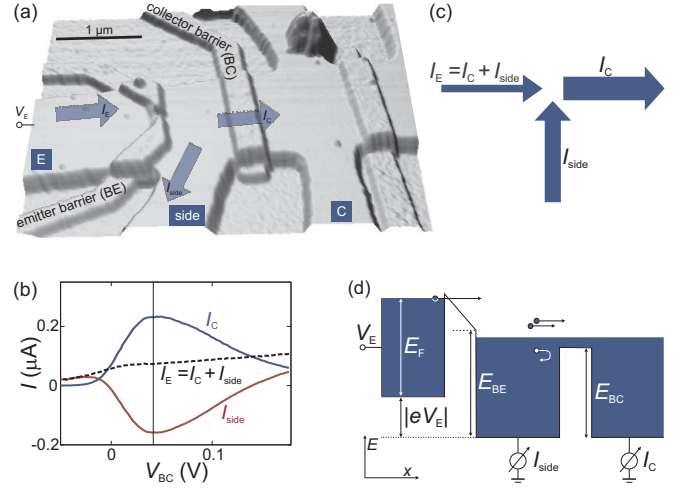 (a)
1 μm
collector barrier (BC)
I_E
I_C
V_E
E
I_side
side
C
emitter barrier (BE)
(c)
I_E = I_C + I_side
I_C
I_side
(b)
I (μA)
0.2
0
-0.2
I_C
I_E = I_C + I_side
I_side
0
0.1
V_BC (V)
(d)
V_E
E_F
|eV_E|
E_BE
E_BC
E
x
I_side
I_C